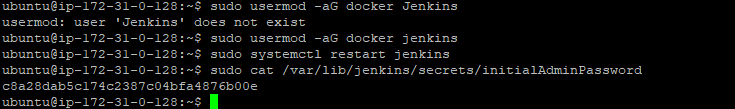 ubuntu@ip-172-31-0-128:~$ sudo usermod -aG docker Jenkins
usermod: user 'Jenkins' does not exist
ubuntu@ip-172-31-0-128:~$ sudo usermod -aG docker jenkins
ubuntu@ip-172-31-0-128:~$ sudo systemctl restart jenkins
ubuntu@ip-172-31-0-128:~$ sudo cat /var/lib/jenkins/secrets/initialAdminPassword
c8a28dab5c174c2387c04bfa4876b00e
ubuntu@ip-172-31-0-128:~$